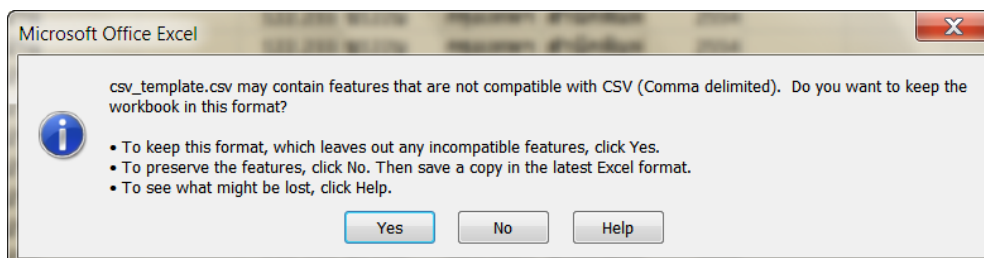 Microsoft Office Excel
csv_template.csv may contain features that are not compatible with CSV (Comma delimited).  Do you want to keep the
workbook in this format?
• To keep this format, which leaves out any incompatible features, click Yes.
• To preserve the features, click No. Then save a copy in the latest Excel format.
• To see what might be lost, click Help.
Yes
No
Help